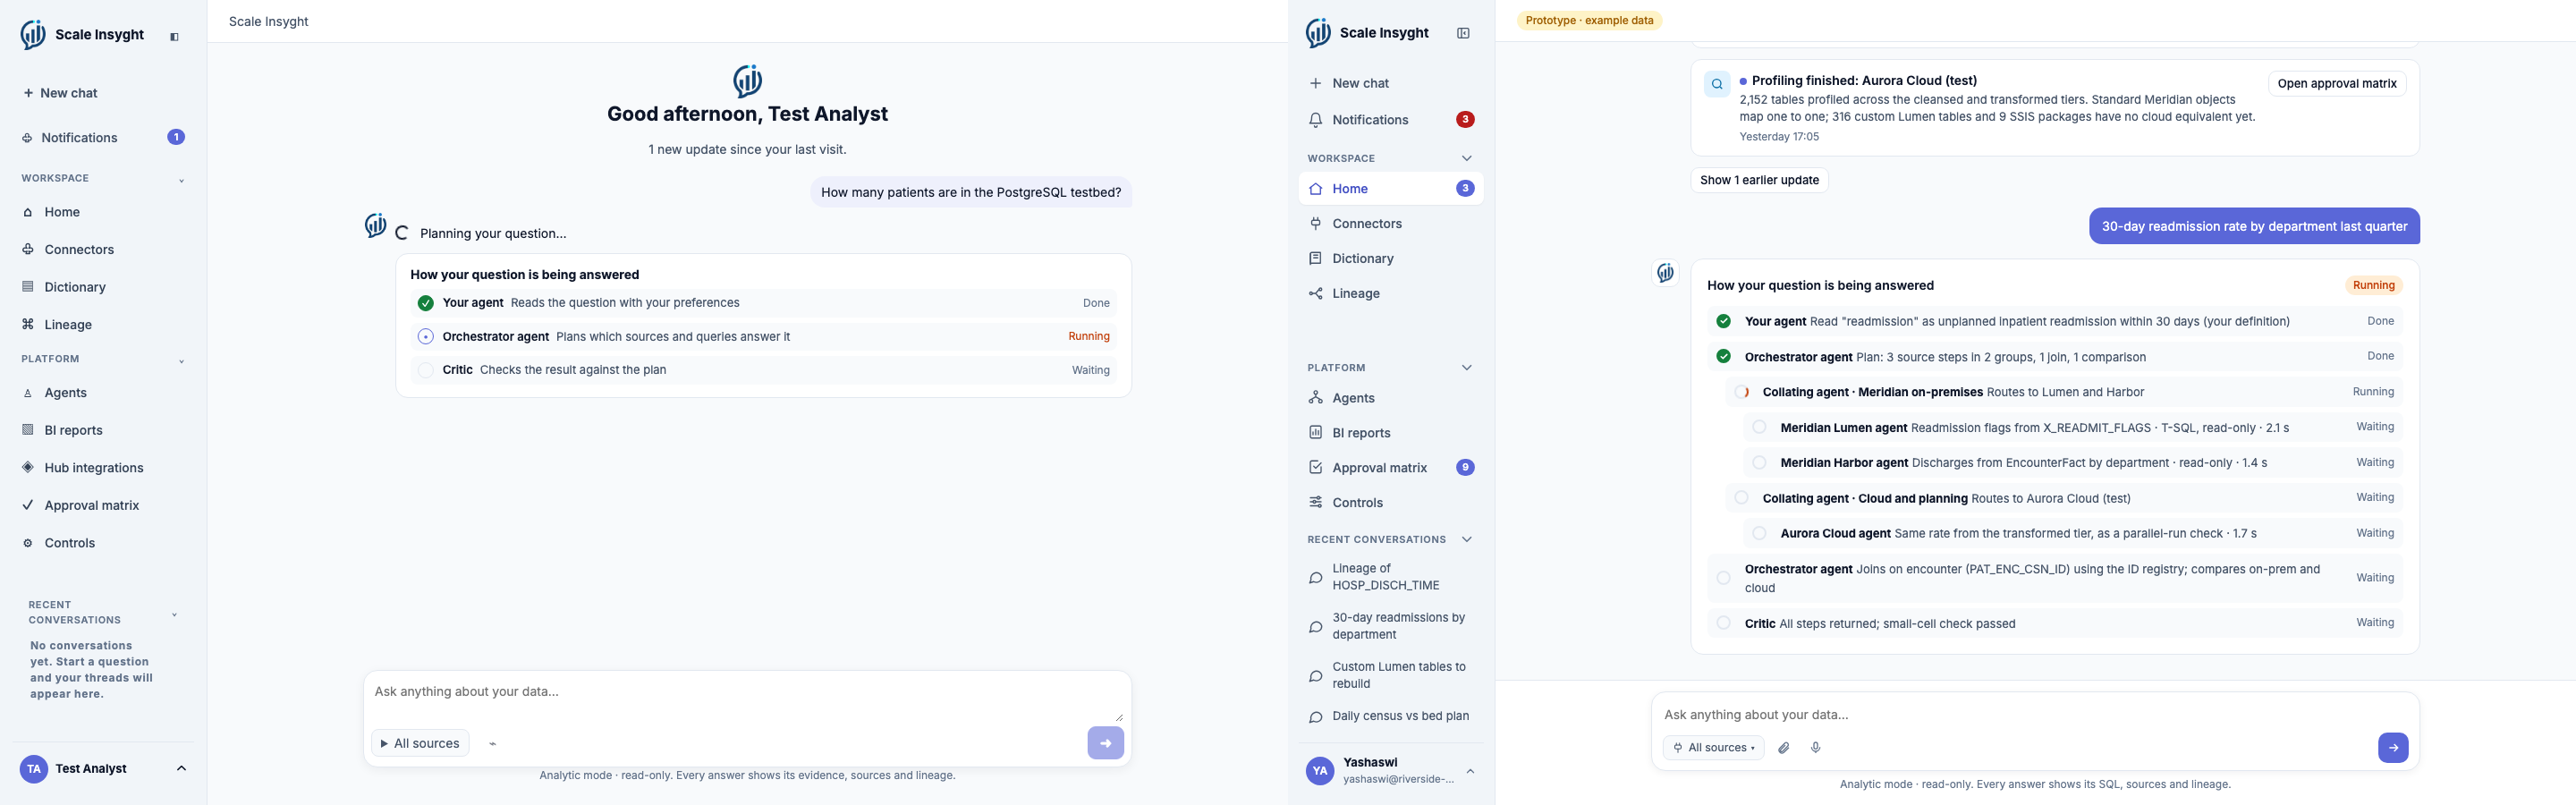 Scale Insyght
New chat
Notifications 1
WORKSPACE
Home
Connectors
Dictionary
Lineage
PLATFORM
Agents
BI reports
Hub integrations
Approval matrix
Controls
RECENT
CONVERSATIONS
No conversations
yet. Start a question
and your threads will
appear here.
TA Test Analyst
Scale Insyght
Good afternoon, Test Analyst
1 new update since your last visit.
How many patients are in the PostgreSQL testbed?
Planning your question...
How your question is being answered
Your agent Reads the question with your preferences Done
Orchestrator agent Plans which sources and queries answer it Running
Critic Checks the result against the plan Waiting
Ask anything about your data...
All sources
Analytic mode · read-only. Every answer shows its evidence, sources and lineage.
Scale Insyght
New chat
Notifications 3
WORKSPACE
Home 3
Connectors
Dictionary
Lineage
PLATFORM
Agents
BI reports
Approval matrix 9
Controls
RECENT CONVERSATIONS
Lineage of
HOSP_DISCH_TIME
30-day readmissions by
department
Custom Lumen tables to
rebuild
Daily census vs bed plan
YA Yashaswi
yashaswi@riverside-...
Prototype · example data
Profiling finished: Aurora Cloud (test) Open approval matrix
2,152 tables profiled across the cleansed and transformed tiers. Standard Meridian objects
map one to one; 316 custom Lumen tables and 9 SSIS packages have no cloud equivalent yet.
Yesterday 17:05
Show 1 earlier update
30-day readmission rate by department last quarter
How your question is being answered Running
Your agent Read "readmission" as unplanned inpatient readmission within 30 days (your definition) Done
Orchestrator agent Plan: 3 source steps in 2 groups, 1 join, 1 comparison Done
Collating agent · Meridian on-premises Routes to Lumen and Harbor Running
Meridian Lumen agent Readmission flags from X_READMIT_FLAGS · T-SQL, read-only · 2.1 s Waiting
Meridian Harbor agent Discharges from EncounterFact by department · read-only · 1.4 s Waiting
Collating agent · Cloud and planning Routes to Aurora Cloud (test) Waiting
Aurora Cloud agent Same rate from the transformed tier, as a parallel-run check · 1.7 s Waiting
Orchestrator agent Joins on encounter (PAT_ENC_CSN_ID) using the ID registry; compares on-prem and
cloud Waiting
Critic All steps returned; small-cell check passed Waiting
Ask anything about your data...
All sources
Analytic mode · read-only. Every answer shows its SQL, sources and lineage.